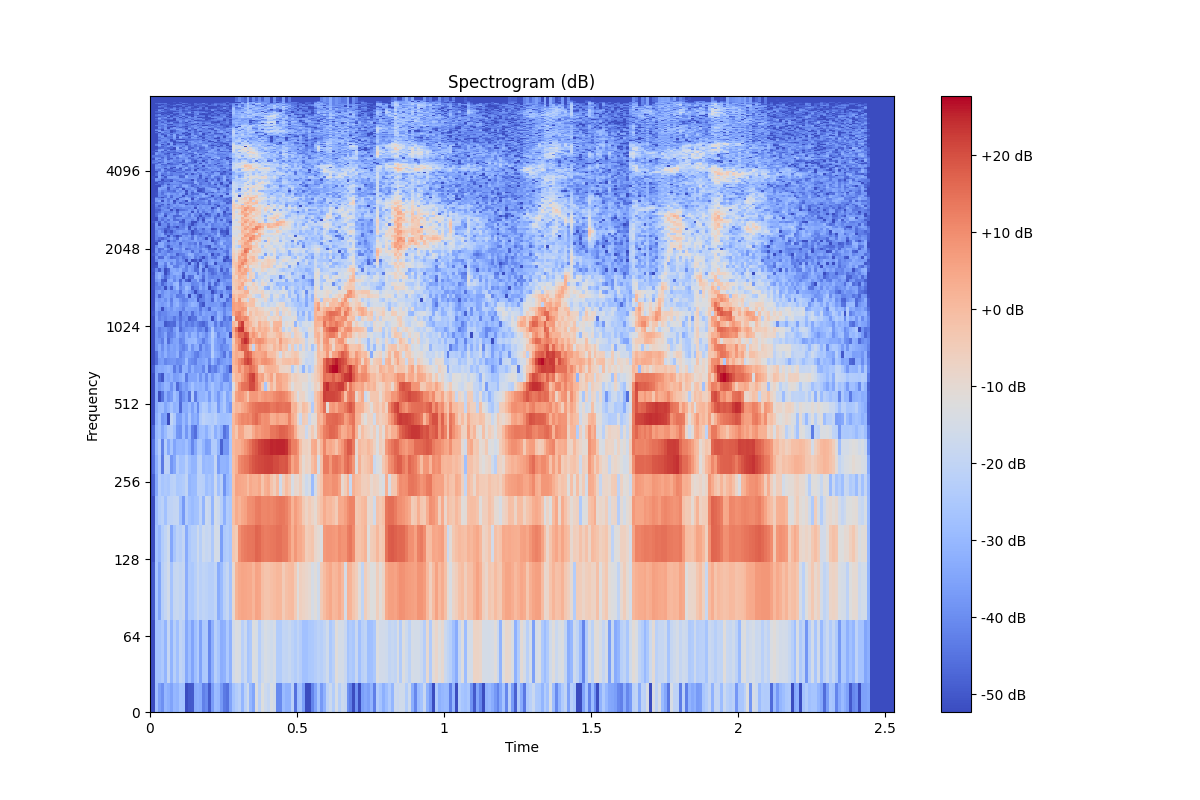 Spectrogram (dB)
4096
2048
1024
512
256
128
64
0
Frequency
0
0.5
1
1.5
2
2.5
Time
+20 dB
+10 dB
+0 dB
-10 dB
-20 dB
-30 dB
-40 dB
-50 dB